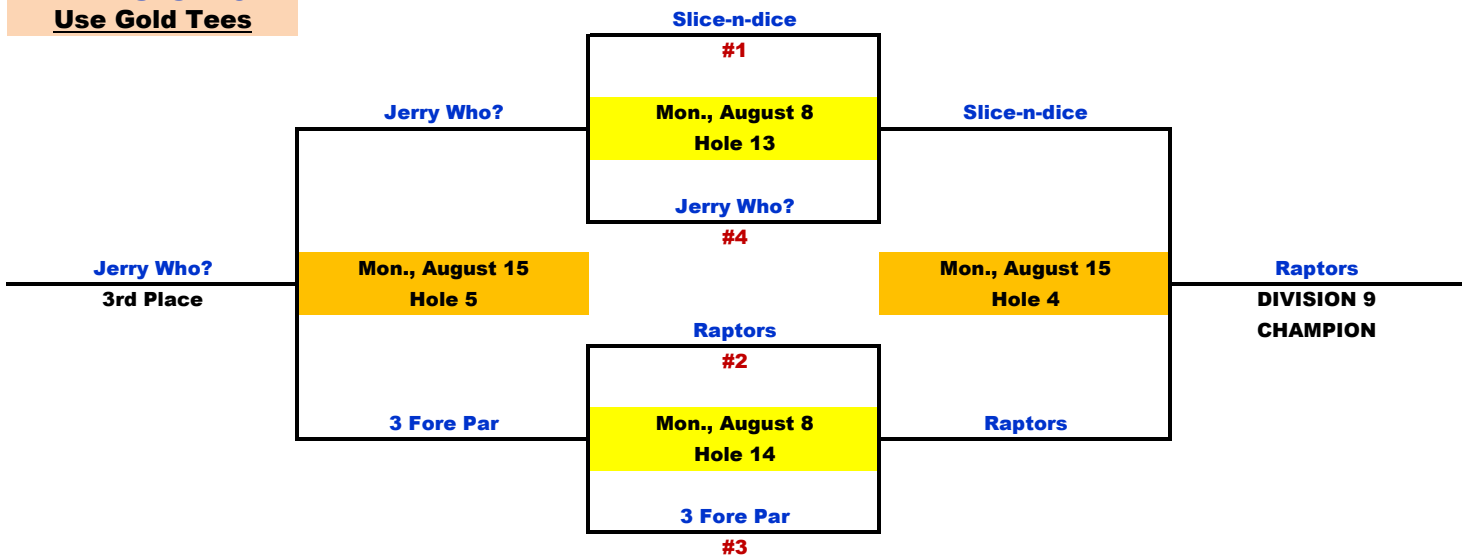 Use Gold Tees
Slice-n-dice
#1
Jerry Who?
Mon., August 8
Slice-n-dice
Hole 13
Jerry Who?
#4
Jerry Who?
Mon., August 15
Mon., August 15
Raptors
3rd Place
Hole 5
Hole 4
DIVISION 9
Raptors
CHAMPION
#2
3 Fore Par
Mon., August 8
Raptors
Hole 14
3 Fore Par
#3